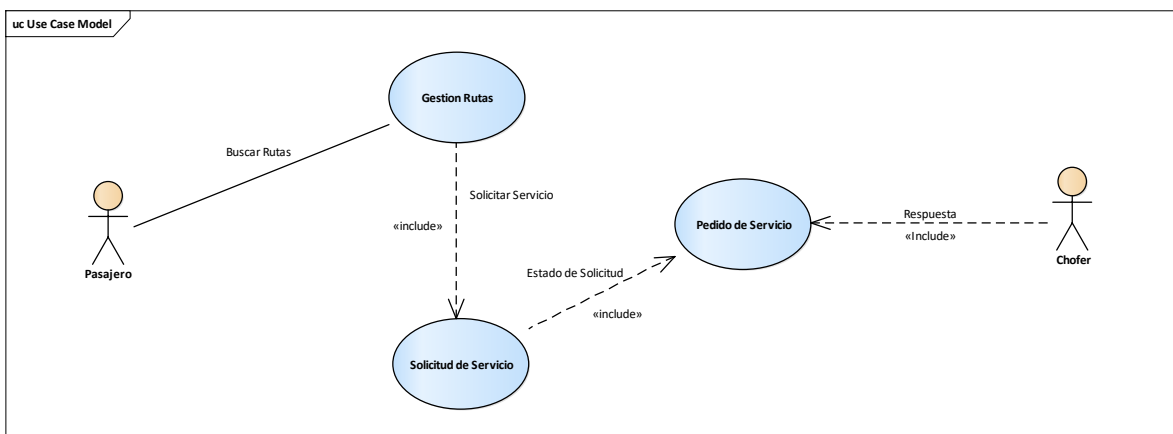 uc Use Case Model
Gestion Rutas
Buscar Rutas
Solicitar Servicio
«include»
Pasajero
Pedido de Servicio
Respuesta
«Include»
Chofer
Estado de Solicitud
«include»
Solicitud de Servicio